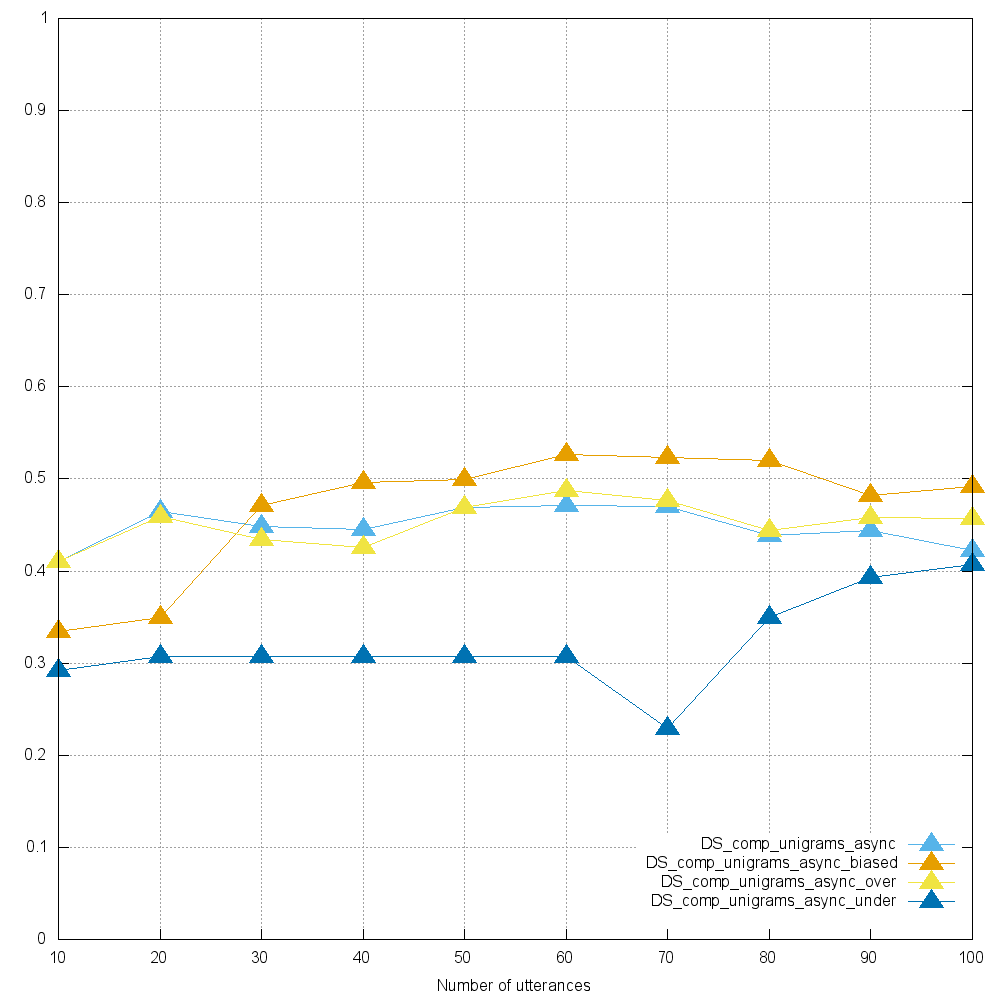 1
0.9
0.8
0.7
0.6
0.5
0.4
0.3
0.2
0.1
0
DS_comp_unigrams_async
DS_comp_unigrams_async_biased
DS_comp_unigrams_async_over
DS_comp_unigrams_async_under
10 20 30 40 50 60 70 80 90 100
Number of utterances